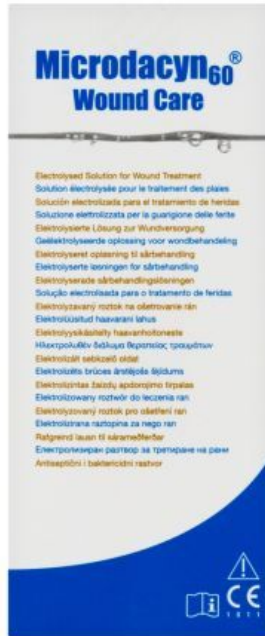 Microdacyn60®
Wound Care
Electrolysed Solution for Wound Treatment
Solution électrolysée pour le traitement des plaies
Solución electrolizada para el tratamiento de heridas
Soluzione elettrolizzata per la guarigione delle ferite
Elektrolysierte Lösung zur Wundversorgung
Geëlektrolyseerde oplossing voor wondbehandeling
Elektrolyseret opløsning til sårbehandling
Elektrolyserte løsningen for sårbehandling
Elektrolyserade sårbehandlingslösningen
Solução electrolisada para o tratamento de feridas
Elektrolyzavaný roztok na ošetrovanie rán
Elektrolüüsitud haavaravi lahus
Elektrolyysikäsitelty haavanhoitoneste
Ηλεκτρολυθέν διάλυμα θεραπείας τραυμάτων
Elektrolizált sebkezelő oldat
Elektrolizēts brūces ārstējošs šķīdums
Elektrolizintas žaizdų apdorojimo tirpalas
Elektrolizowany roztwór do leczenia ran
Elektrolyzovaný roztok pro ošetření ran
Elektrolizirana raztopina za nego ran
Rafgreind lausn til sárameðferðar
Електролизиран разтвор за третиране на рани
Antiseptični i baktericidni rastvor
CE
1011